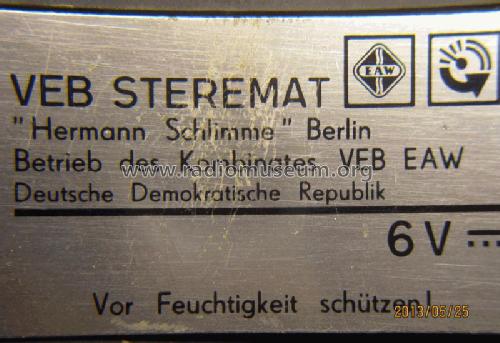 VEB STEREMAT EAW
"Hermann Schlimme" Berlin
Betrieb des Kombinates VEB EAW
www.radiomuseum.org
Deutsche Demokratische Republik
6 V ⎓
Vor Feuchtigkeit schützen!
2013/05/25